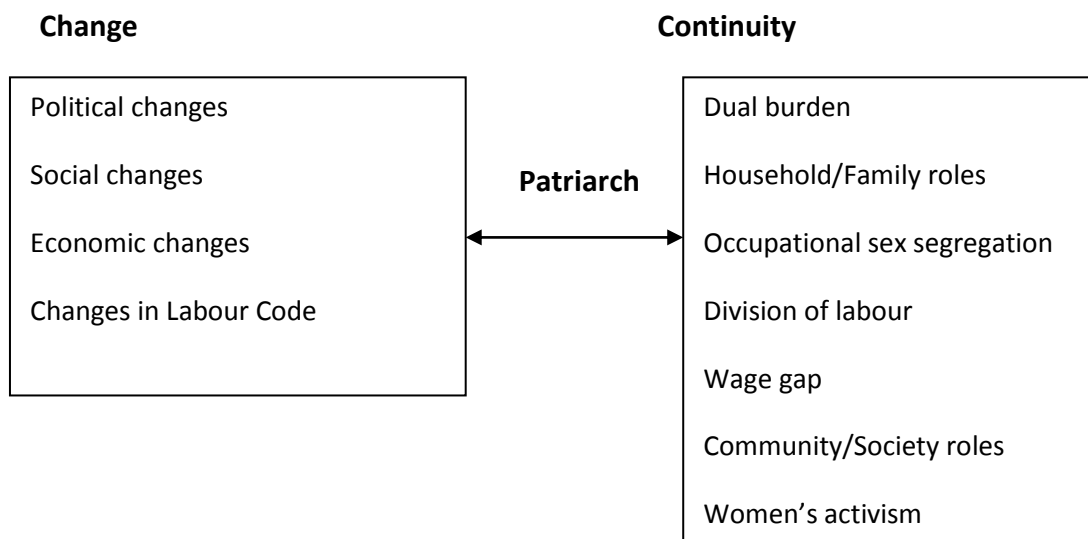 Change
Continuity
Political changes
Social changes
Economic changes
Changes in Labour Code
Patriarch
Dual burden
Household/Family roles
Occupational sex segregation
Division of labour
Wage gap
Community/Society roles
Women’s activism